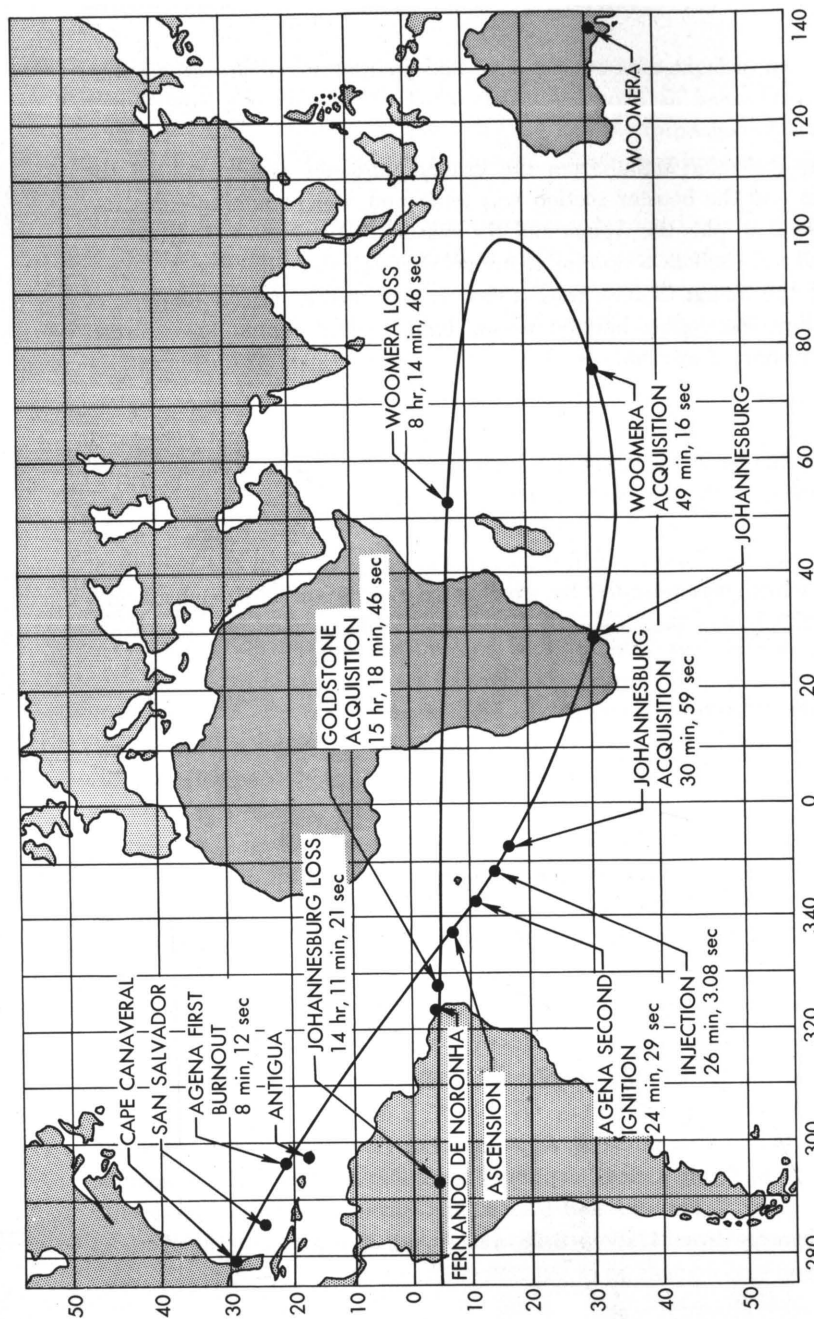 CAPE CANAVERAL
SAN SALVADOR
AGENA FIRST
BURNOUT
8 min, 12 sec
ANTIGUA
JOHANNESBURG LOSS
14 hr, 11 min, 21 sec
GOLDSTONE
ACQUISITION
15 hr, 18 min, 46 sec
WOOMERA LOSS
8 hr, 14 min, 46 sec
FERNANDO DE NORONHA
ASCENSION
AGENA SECOND
IGNITION
24 min, 29 sec
INJECTION
26 min, 3.08 sec
JOHANNESBURG
ACQUISITION
30 min, 59 sec
JOHANNESBURG
WOOMERA
ACQUISITION
49 min, 16 sec
WOOMERA
50
40
30
20
10
0
10
20
30
40
50
280 300 320 340 0 20 40 60 80 100 120 140